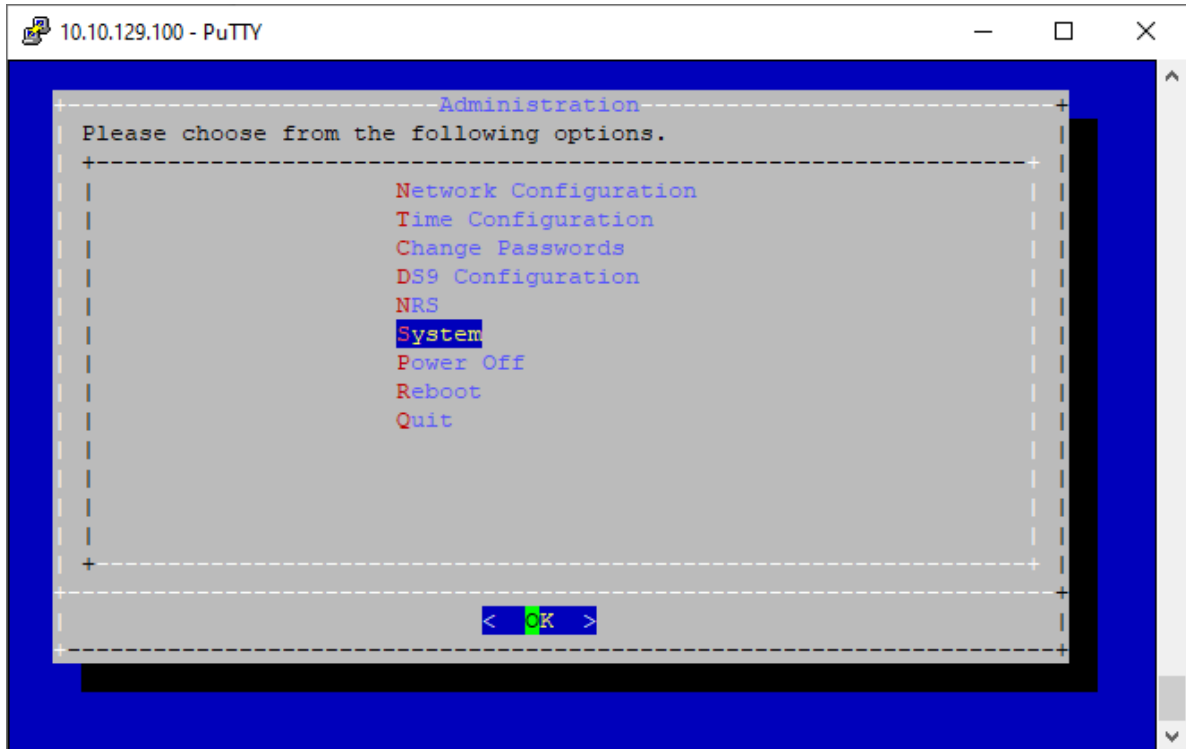 10.10.129.100 - PuTTY
Administration
Please choose from the following options.
Network Configuration
Time Configuration
Change Passwords
DS9 Configuration
NRS
System
Power Off
Reboot
Quit
< OK >